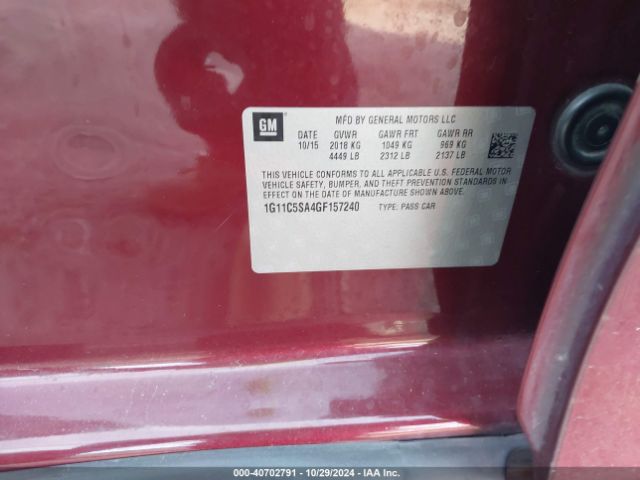 GM
MFD BY GENERAL MOTORS LLC
DATE GVWR GAWR FRT GAWR RR
10/15 2018 KG 1049 KG 969 KG
4449 LB 2312 LB 2137 LB
THIS VEHICLE CONFORMS TO ALL APPLICABLE U.S. FEDERAL MOTOR
VEHICLE SAFETY, BUMPER, AND THEFT PREVENTION STANDARDS IN
EFFECT ON THE DATE OF MANUFACTURE SHOWN ABOVE.
1G11C5SA4GF157240 TYPE: PASS CAR
000-40702791 - 10/29/2024 - IAA Inc.